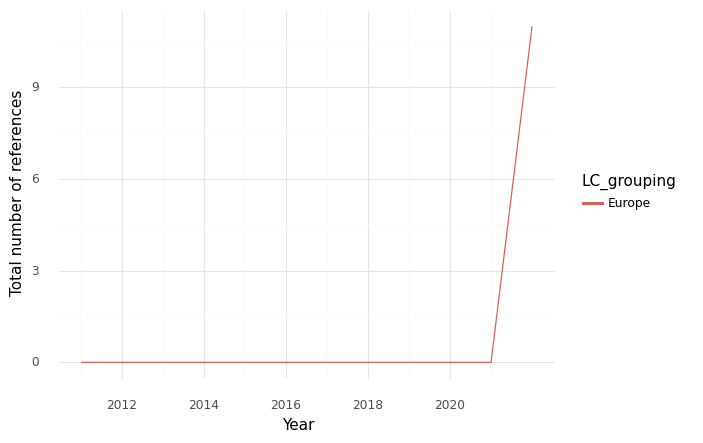 Total number of references
9
6
3
0
2012 2014 2016 2018 2020
Year
LC_grouping
Europe